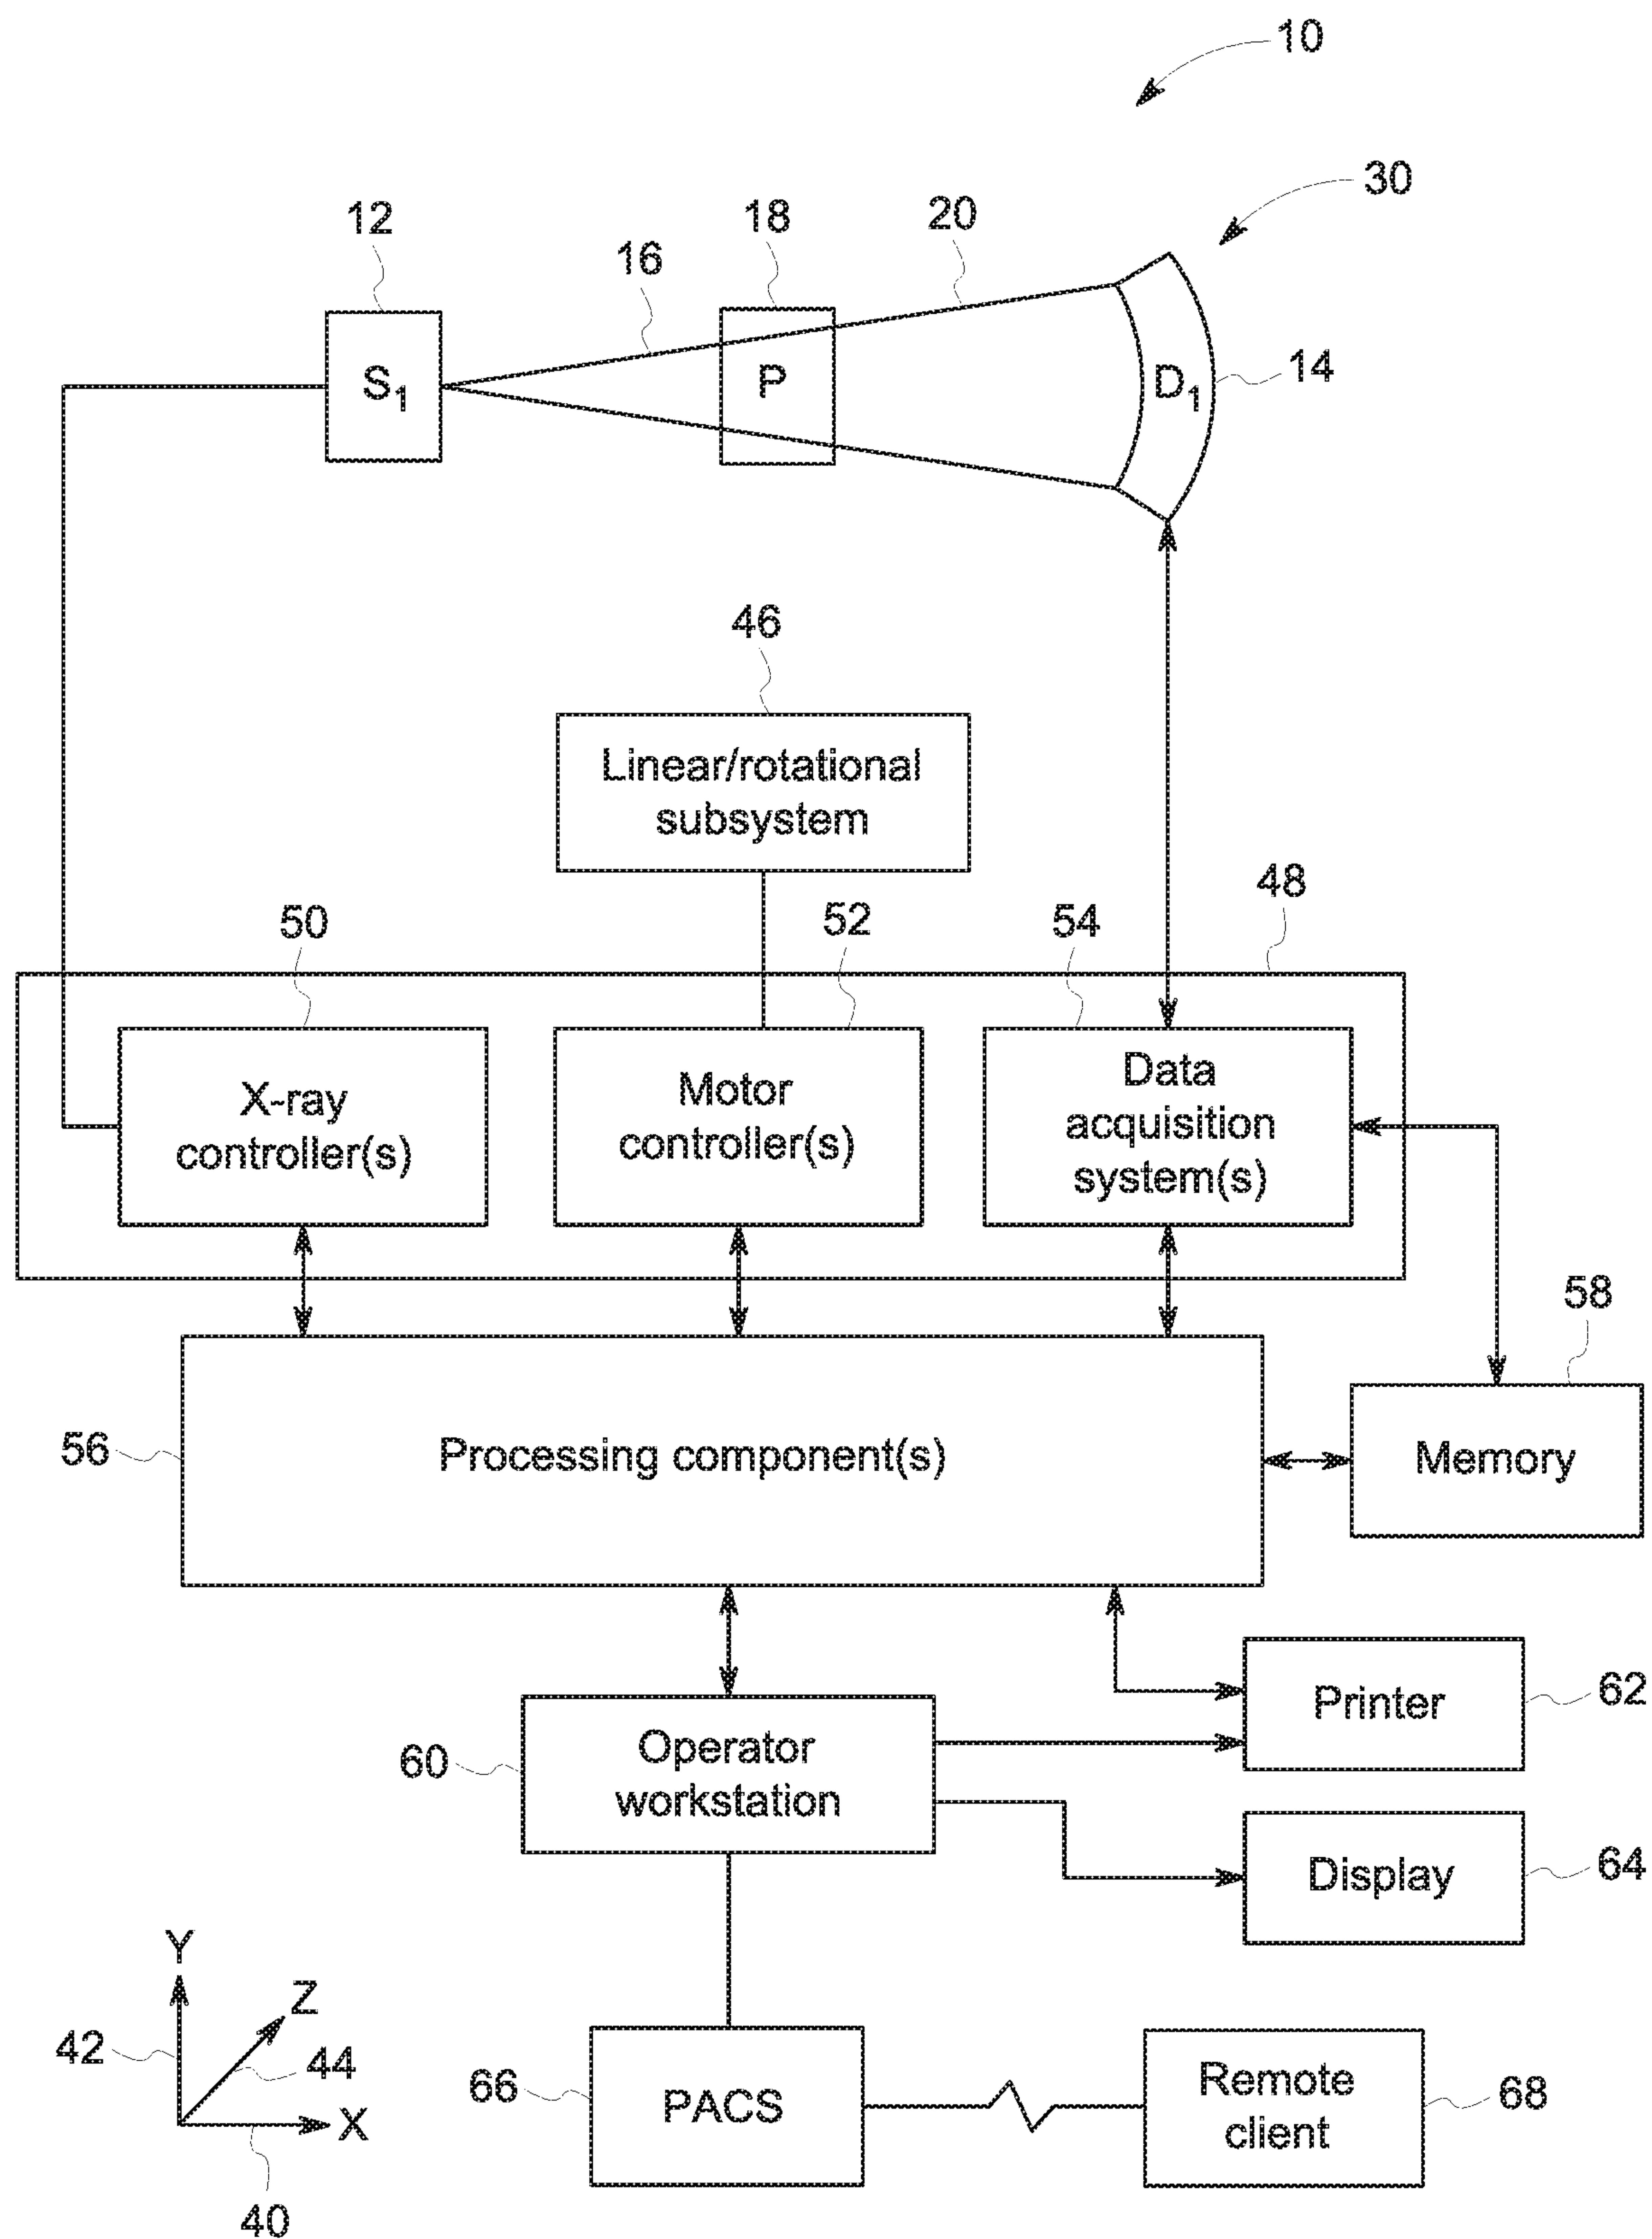 10
30
12
18
20
16
S1
P
D1
14
46
Linear/rotational
subsystem
48
50
52
54
X-ray
controller(s)
Motor
controller(s)
Data
acquisition
system(s)
58
56
Processing component(s)
Memory
62
Printer
60
Operator
workstation
64
Display
Y
Z
42
44
X
40
66
PACS
Remote
client
68